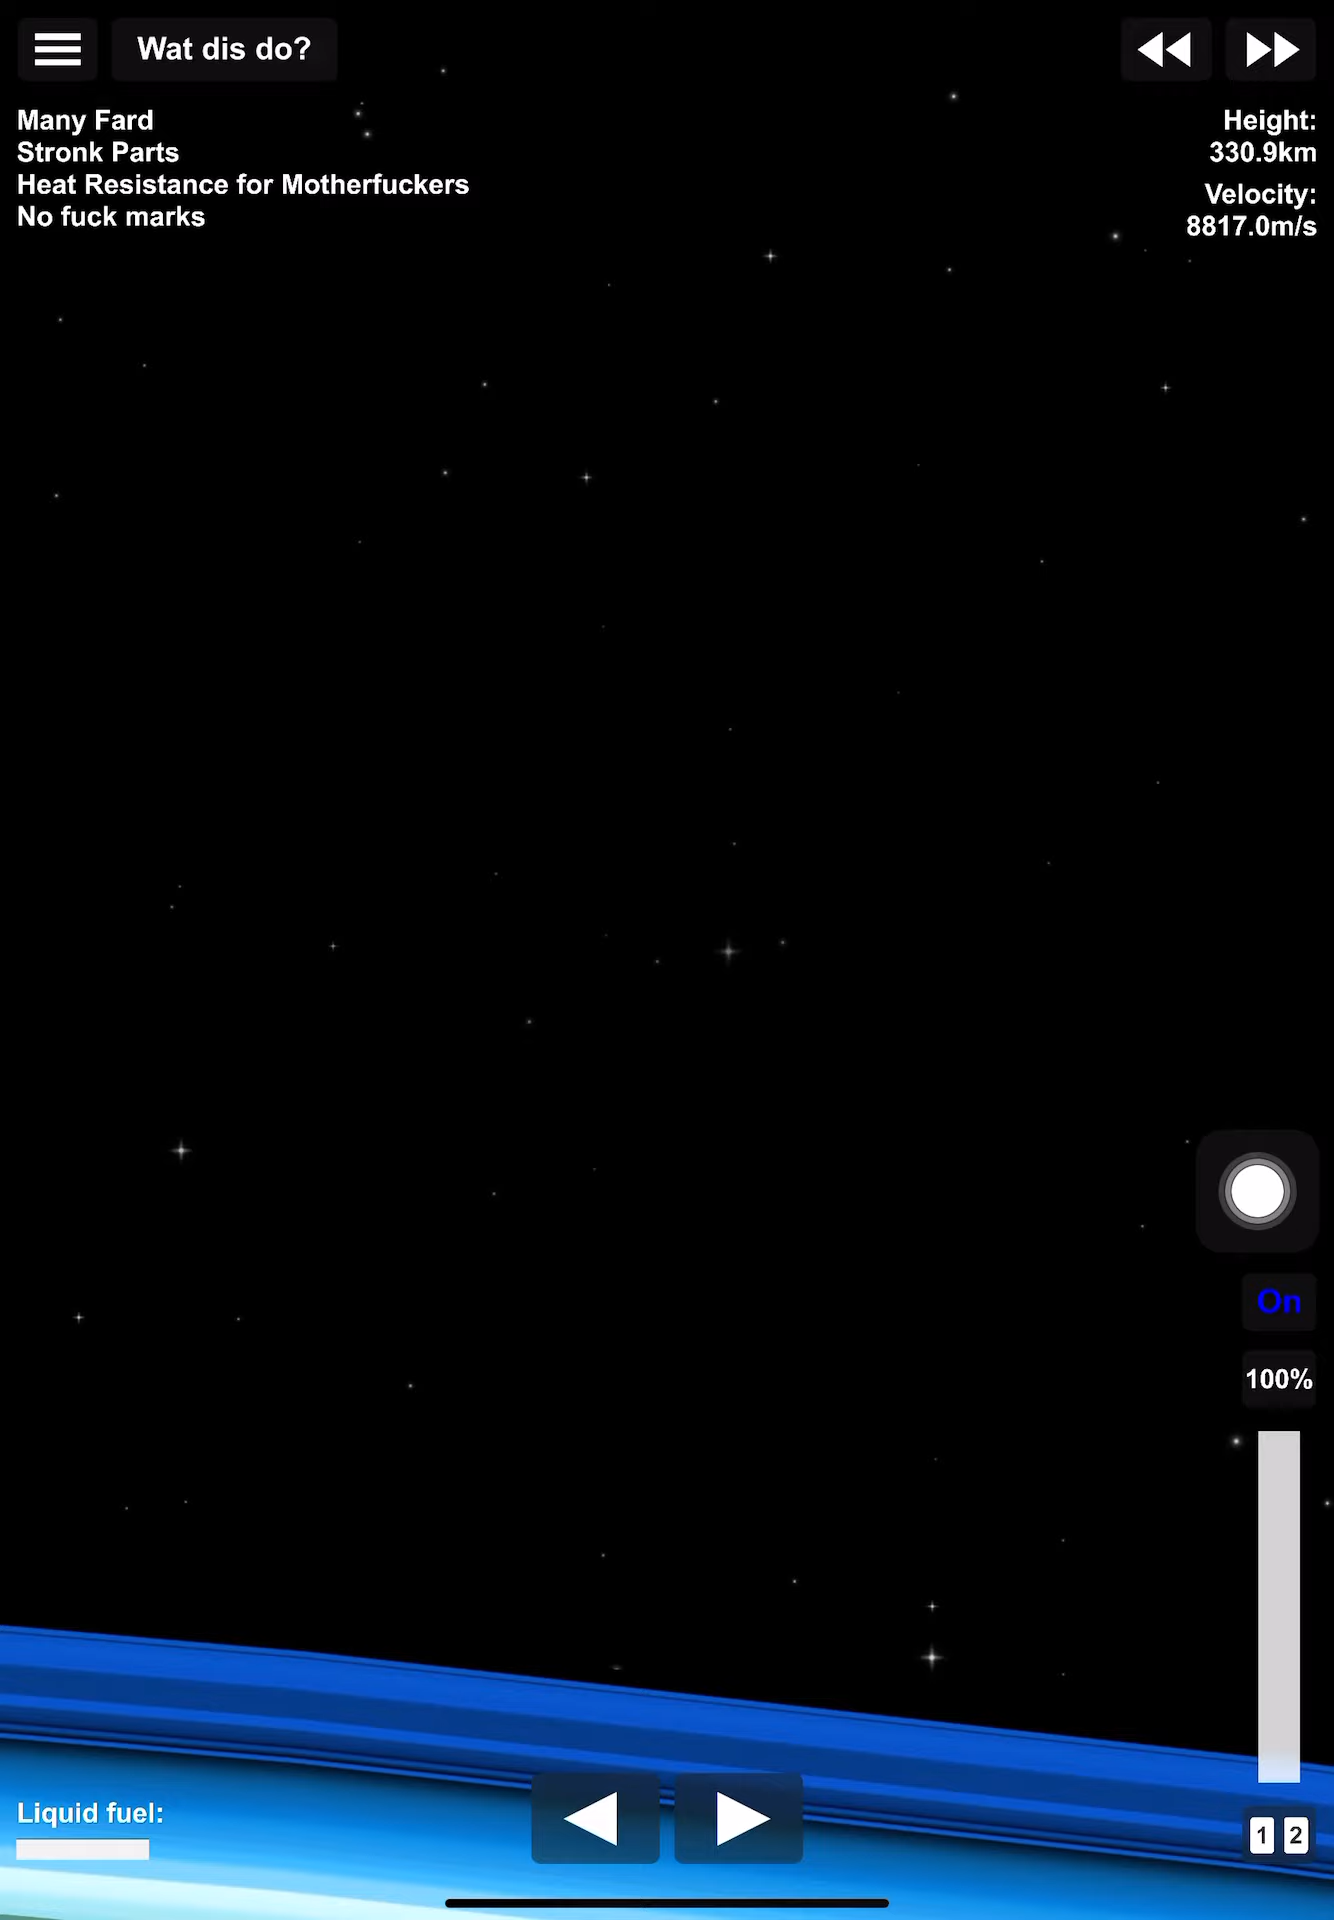 Wat dis do?
Many Fard
Stronk Parts
Heat Resistance for Motherfuckers
No fuck marks
Height:
330.9km
Velocity:
8817.0m/s
On
100%
Liquid fuel:
1 2